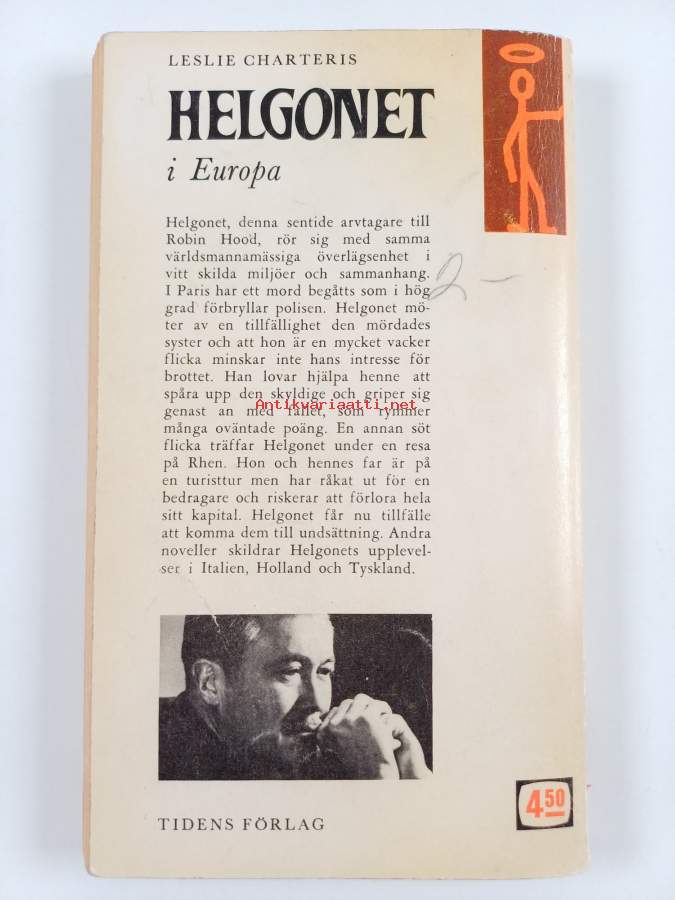 LESLIE CHARTERIS
HELGONET
i Europa
Helgonet, denna sentide arvtagare till
Robin Hood, rör sig med samma
världsmannamässiga överlägsenhet i
vitt skilda miljöer och sammanhang.
I Paris har ett mord begåtts som i hög
grad förbryllar polisen. Helgonet mö-
ter av en tillfällighet den mördades
syster och att hon är en mycket vacker
flicka minskar inte hans intresse för
brottet. Han lovar hjälpa henne att
spåra upp den skyldige och griper sig
genast an med fallet, som rymmer
många oväntade poäng. En annan söt
flicka träffar Helgonet under en resa
på Rhen. Hon och hennes far är på
en turisttur men har råkat ut för en
bedragare och riskerar att förlora hela
sitt kapital. Helgonet får nu tillfälle
att komma dem till undsättning. Andra
noveller skildrar Helgonets upplevel-
ser i Italien, Holland och Tyskland.
2-
Antikvariaatti.net
TIDENS FÖRLAG
4 50